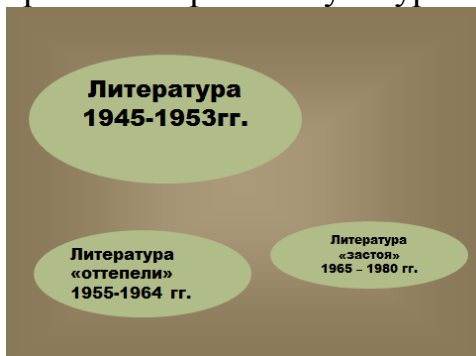 Литература
1945-1953гг.
Литература
«оттепели»
1955-1964 гг.
Литература
«застоя»
1965 – 1980 гг.